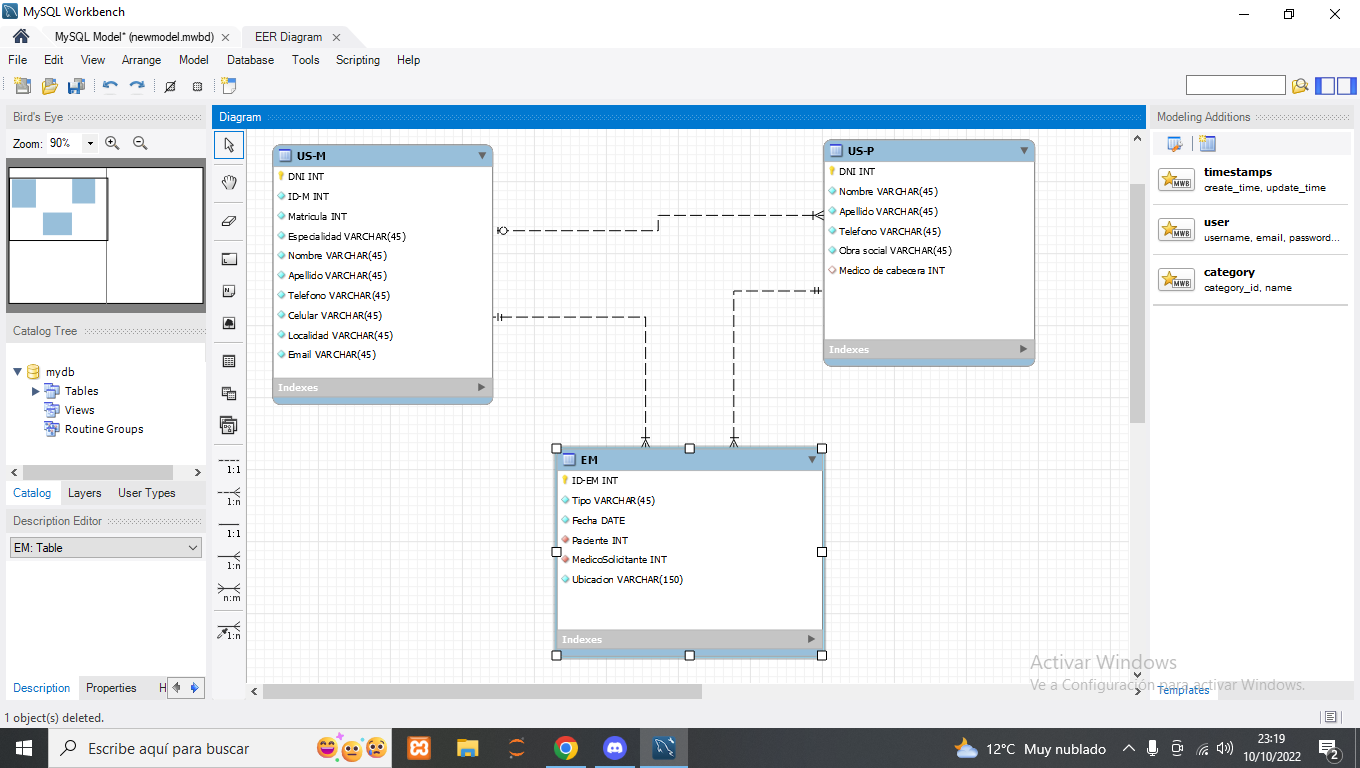 MySQL Workbench
MySQL Model* (newmodel.mwbd)
EER Diagram
File Edit View Arrange Model Database Tools Scripting Help
Bird's Eye
Zoom: 90%
Catalog Tree
mydb
Tables
Views
Routine Groups
Catalog Layers User Types
Description Editor
EM: Table
Description Properties H
1 object(s) deleted.
Diagram
1:1
1:n
1:1
1:n
n:m
1:n
US-M
DNI INT
ID-M INT
Matricula INT
Especialidad VARCHAR(45)
Nombre VARCHAR(45)
Apellido VARCHAR(45)
Telefono VARCHAR(45)
Celular VARCHAR(45)
Localidad VARCHAR(45)
Email VARCHAR(45)
Indexes
US-P
DNI INT
Nombre VARCHAR(45)
Apellido VARCHAR(45)
Telefono VARCHAR(45)
Obra social VARCHAR(45)
Medico de cabecera INT
Indexes
EM
ID-EM INT
Tipo VARCHAR(45)
Fecha DATE
Paciente INT
MedicoSolicitante INT
Ubicacion VARCHAR(150)
Indexes
Modeling Additions
timestamps
create_time, update_time
MWB
user
username, email, password...
MWB
category
category_id, name
MWB
Activar Windows
Ve a Configuración para activar Windows.
Templates
Escribe aquí para buscar
12°C Muy nublado
23:19
10/10/2022
2